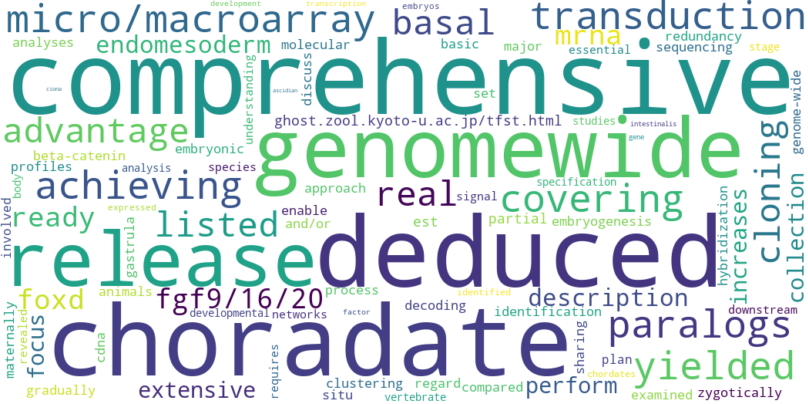 development transcription embryos
micro/macroarray basal transduction
analyses endomesoderm molecular basic major mrna redundancy
essential sequencing stage
comprehensive
ciona ascidian discuss understanding set genome-wide
ghost.zool.kyoto-u.ac.jp/tfst.html studies intestinalis
advantage genomewide gene
beta-catenin embryonic
profiles analysis species approach specification
achieving real signal covering cloning
body expressed enable est partial embryogenesis
ready listed and/or hybridization increases collection
involved gastrula
release deduced
animals process identified
foxd fgf9/16/20 description
maternally revealed focus cdna developmental networks factor decoding identification downstream
choradate paralogs
requires sharing chordates plan yielded
gradually extensive clustering regard compared perform examined zygotically
situ vertebrate